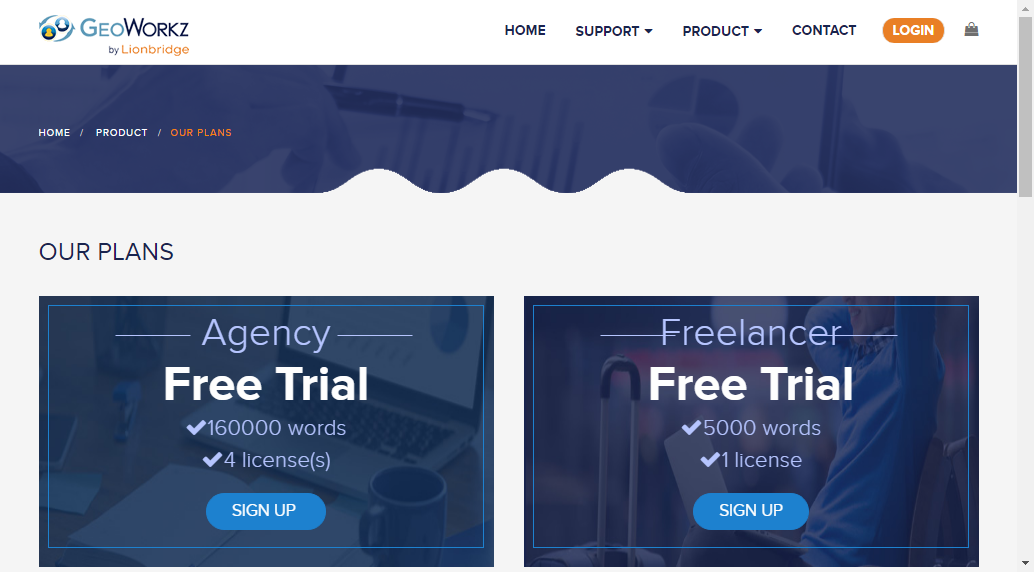 GEOWORKZ
by Lionbridge
HOME SUPPORT PRODUCT CONTACT LOGIN
HOME / PRODUCT / OUR PLANS
OUR PLANS
Agency
Free Trial
160000 words
4 license(s)
SIGN UP
Freelancer
Free Trial
5000 words
1 license
SIGN UP